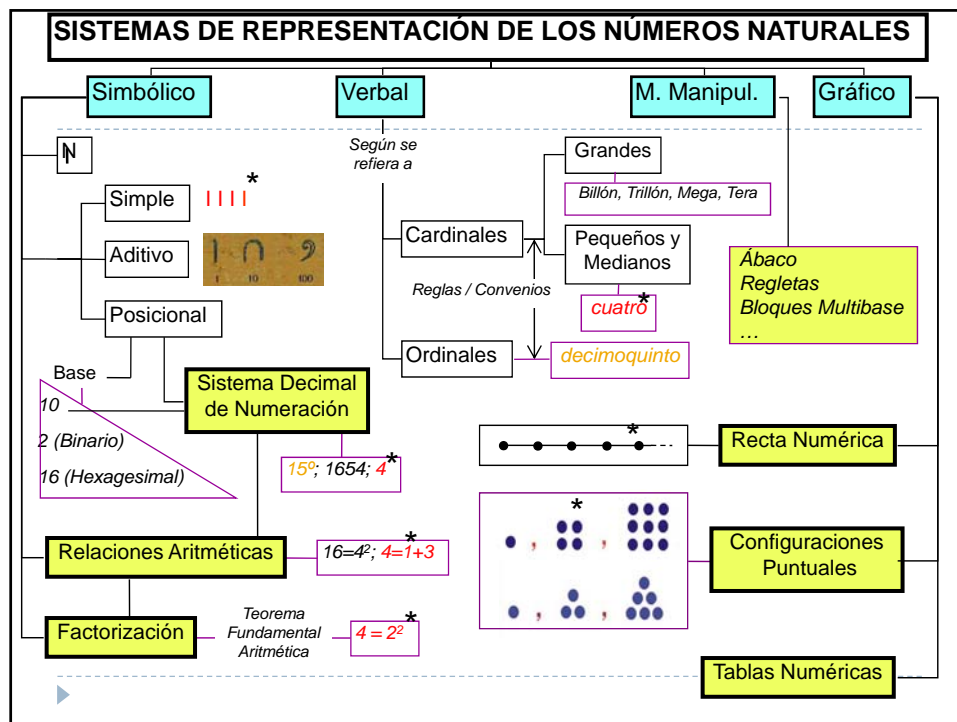 SISTEMAS DE REPRESENTACIÓN DE LOS NÚMEROS NATURALES
Simbólico
Verbal
M. Manipul.
Gráfico
ℕ
Simple
| | | | *
Aditivo
1 10 100
Posicional
Base
10
2 (Binario)
16 (Hexagesimal)
Sistema Decimal
de Numeración
15º; 1654; 4*
Relaciones Aritméticas
16=4²; 4=1+3 *
Factorización
Teorema
Fundamental
Aritmética
4 = 2² *
Según se
refiera a
Cardinales
Grandes
Billón, Trillón, Mega, Tera
Pequeños y
Medianos
cuatro*
Reglas / Convenios
Ordinales
decimoquinto
Ábaco
Regletas
Bloques Multibase
…
*
Recta Numérica
*
, ,
, ,
Configuraciones
Puntuales
Tablas Numéricas